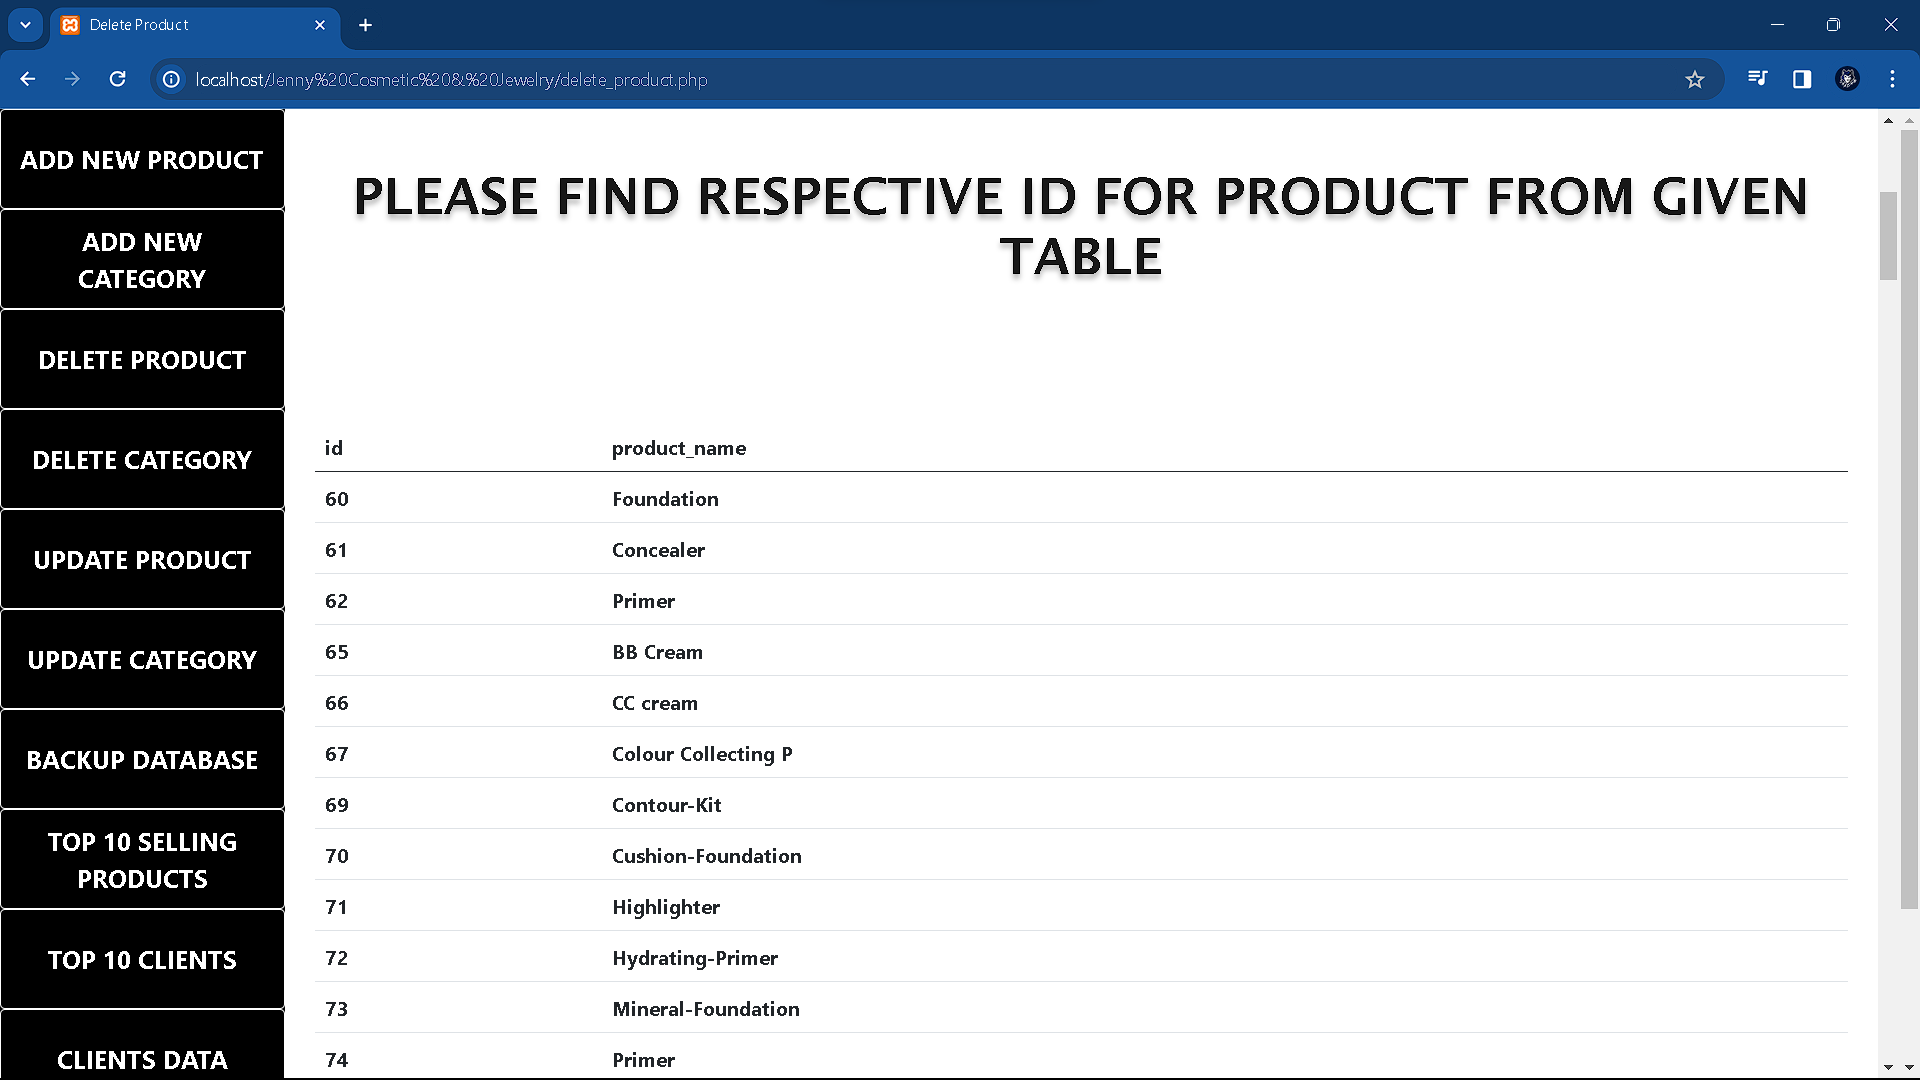 Delete Product
localhost/Jenny%20Cosmetic%20&%20Jewelry/delete_product.php
ADD NEW PRODUCT
ADD NEW
CATEGORY
DELETE PRODUCT
DELETE CATEGORY
UPDATE PRODUCT
UPDATE CATEGORY
BACKUP DATABASE
TOP 10 SELLING
PRODUCTS
TOP 10 CLIENTS
CLIENTS DATA
PLEASE FIND RESPECTIVE ID FOR PRODUCT FROM GIVEN
TABLE
id product_name
60 Foundation
61 Concealer
62 Primer
65 BB Cream
66 CC cream
67 Colour Collecting P
69 Contour-Kit
70 Cushion-Foundation
71 Highlighter
72 Hydrating-Primer
73 Mineral-Foundation
74 Primer